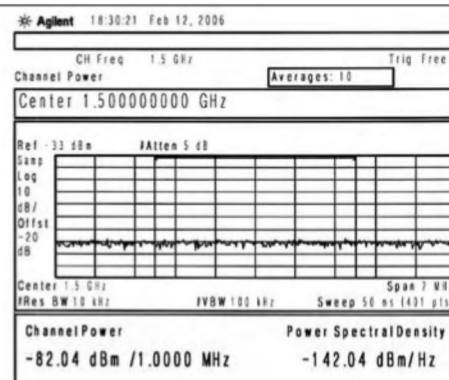 Agilent 18:30:21 Feb 12, 2006
CH Freq 1.5 GHz Trig Free
Channel Power Averages: 10
Center 1.500000000 GHz
Ref -33 dBm #Atten 5 dB
Samp
Log
10
dB/
Offst
-20
dB
Center 1.5 GHz Span 2 MH
#Res BW 10 kHz #VBW 100 kHz Sweep 50 ms (401 pts
Channel Power Power Spectral Density
-82.04 dBm /1.0000 MHz -142.04 dBm/Hz